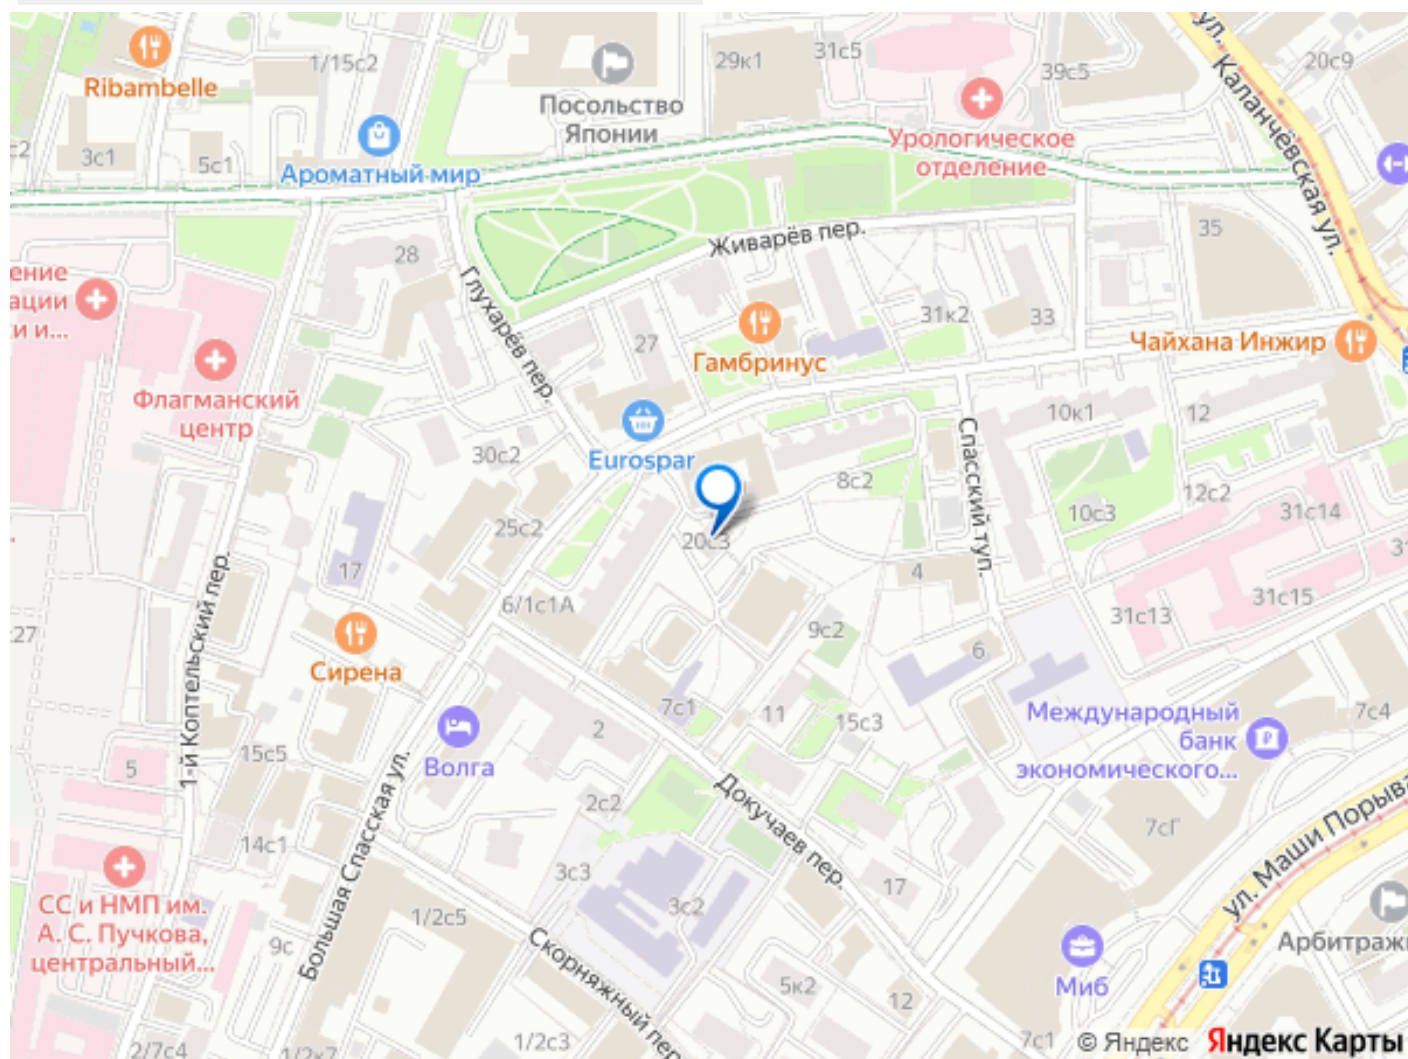 Ribambelle
1/15с2
3с1
5с1
Ароматный мир
Посольство
Японии
29к1
31с5
39с5
Урологическое
отделение
ул. Каланчёвская ул.
20с9
35
28
Глухарёв пер.
Живарёв пер.
27
Гамбринус
31к2
33
Чайхана Инжир
ение
ации
и и...
Флагманский
центр
Eurospar
30с2
25с2
17
20с3
8с2
Спасский туп.
10к1
12
12с2
10с3
31с14
31с15
31с13
4
6
9с2
6/1с1А
Сирена
27
1-й Коптельский пер.
Волга
15с5
5
14с1
Большая Спасская ул.
7с1
11
15с3
2
2с2
3с3
3с2
Докучаев пер.
17
Международный
банк
экономического...
7с4
7сГ
ул. Маши Порыва
СС и НМП им.
А. С. Пучкова,
центральный...
9с
1/2с5
Скорняжный пер
5к2
12
Миб
Арбитраж
2/7с4
1/2с3
7с1
© Яндекс Яндекс Карты